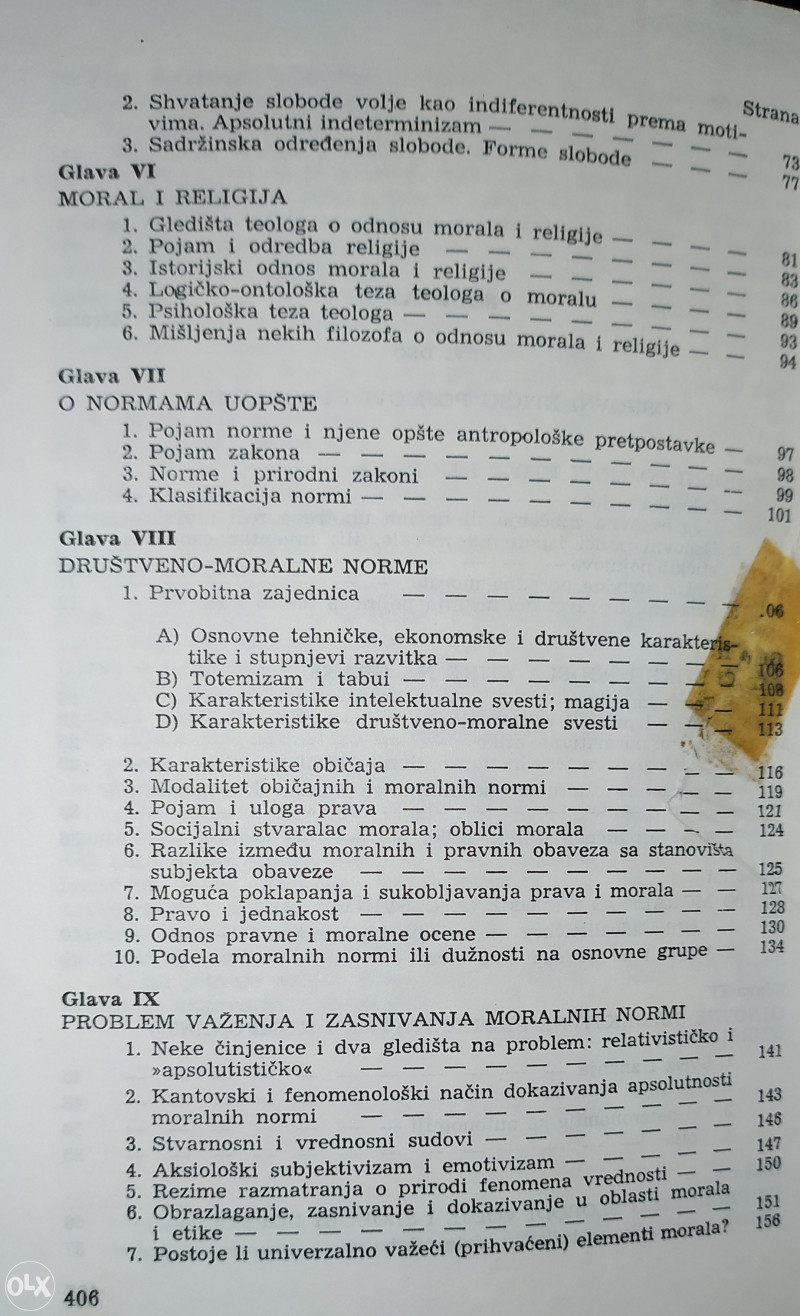 Strana
2. Shvatanje slobode volje kao indiferentnosti prema moti-
vima. Apsolutni indeterminizam — — — — — — — 73
3. Sadržinska određenja slobode. Forme slobode — — — 77
Glava VI
MORAL I RELIGIJA
1. Gledišta teologa o odnosu morala i religije — — — — 81
2. Pojam i odredba religije — — — — — — — — 83
3. Istorijski odnos morala i religije — — — — — — 86
4. Logičko-ontološka teza teologa o moralu — — — — 89
5. Psihološka teza teologa — — — — — — — — — 93
6. Mišljenja nekih filozofa o odnosu morala i religije — — 94
Glava VII
O NORMAMA UOPŠTE
1. Pojam norme i njene opšte antropološke pretpostavke — 97
2. Pojam zakona — — — — — — — — — — — 98
3. Norme i prirodni zakoni — — — — — — — — 99
4. Klasifikacija normi — — — — — — — — — — 101
Glava VIII
DRUŠTVENO-MORALNE NORME
1. Prvobitna zajednica — — — — — — — — — .06
A) Osnovne tehničke, ekonomske i društvene karakteris-
tike i stupnjevi razvitka — — — — — — — — 106
B) Totemizam i tabui — — — — — — — — — 108
C) Karakteristike intelektualne svesti; magija — — — 111
D) Karakteristike društveno-moralne svesti — — — 113
2. Karakteristike običaja — — — — — — — — — 116
3. Modalitet običajnih i moralnih normi — — — — — 119
4. Pojam i uloga prava — — — — — — — — — 121
5. Socijalni stvaralac morala; oblici morala — — — — 124
6. Razlike između moralnih i pravnih obaveza sa stanovišta
subjekta obaveze — — — — — — — — — — 125
7. Moguća poklapanja i sukobljavanja prava i morala — — 127
8. Pravo i jednakost — — — — — — — — — — 128
9. Odnos pravne i moralne ocene — — — — — — — 130
10. Podela moralnih normi ili dužnosti na osnovne grupe — 134
Glava IX
PROBLEM VAŽENJA I ZASNIVANJA MORALNIH NORMI
1. Neke činjenice i dva gledišta na problem: relativističko i
»apsolutističko« — — — — — — — — — — 141
2. Kantovski i fenomenološki način dokazivanja apsolutnosti
moralnih normi — — — — — — — — — — 143
3. Stvarnosni i vrednosni sudovi — — — — — — — 146
4. Aksiološki subjektivizam i emotivizam — — — — — 147
5. Rezime razmatranja o prirodi fenomena vrednosti — — 150
6. Obrazlaganje, zasnivanje i dokazivanje u oblasti morala
i etike — — — — — — — — — — — — — 151
7. Postoje li univerzalno važeći (prihvaćeni) elementi morala? 156
406
OLX